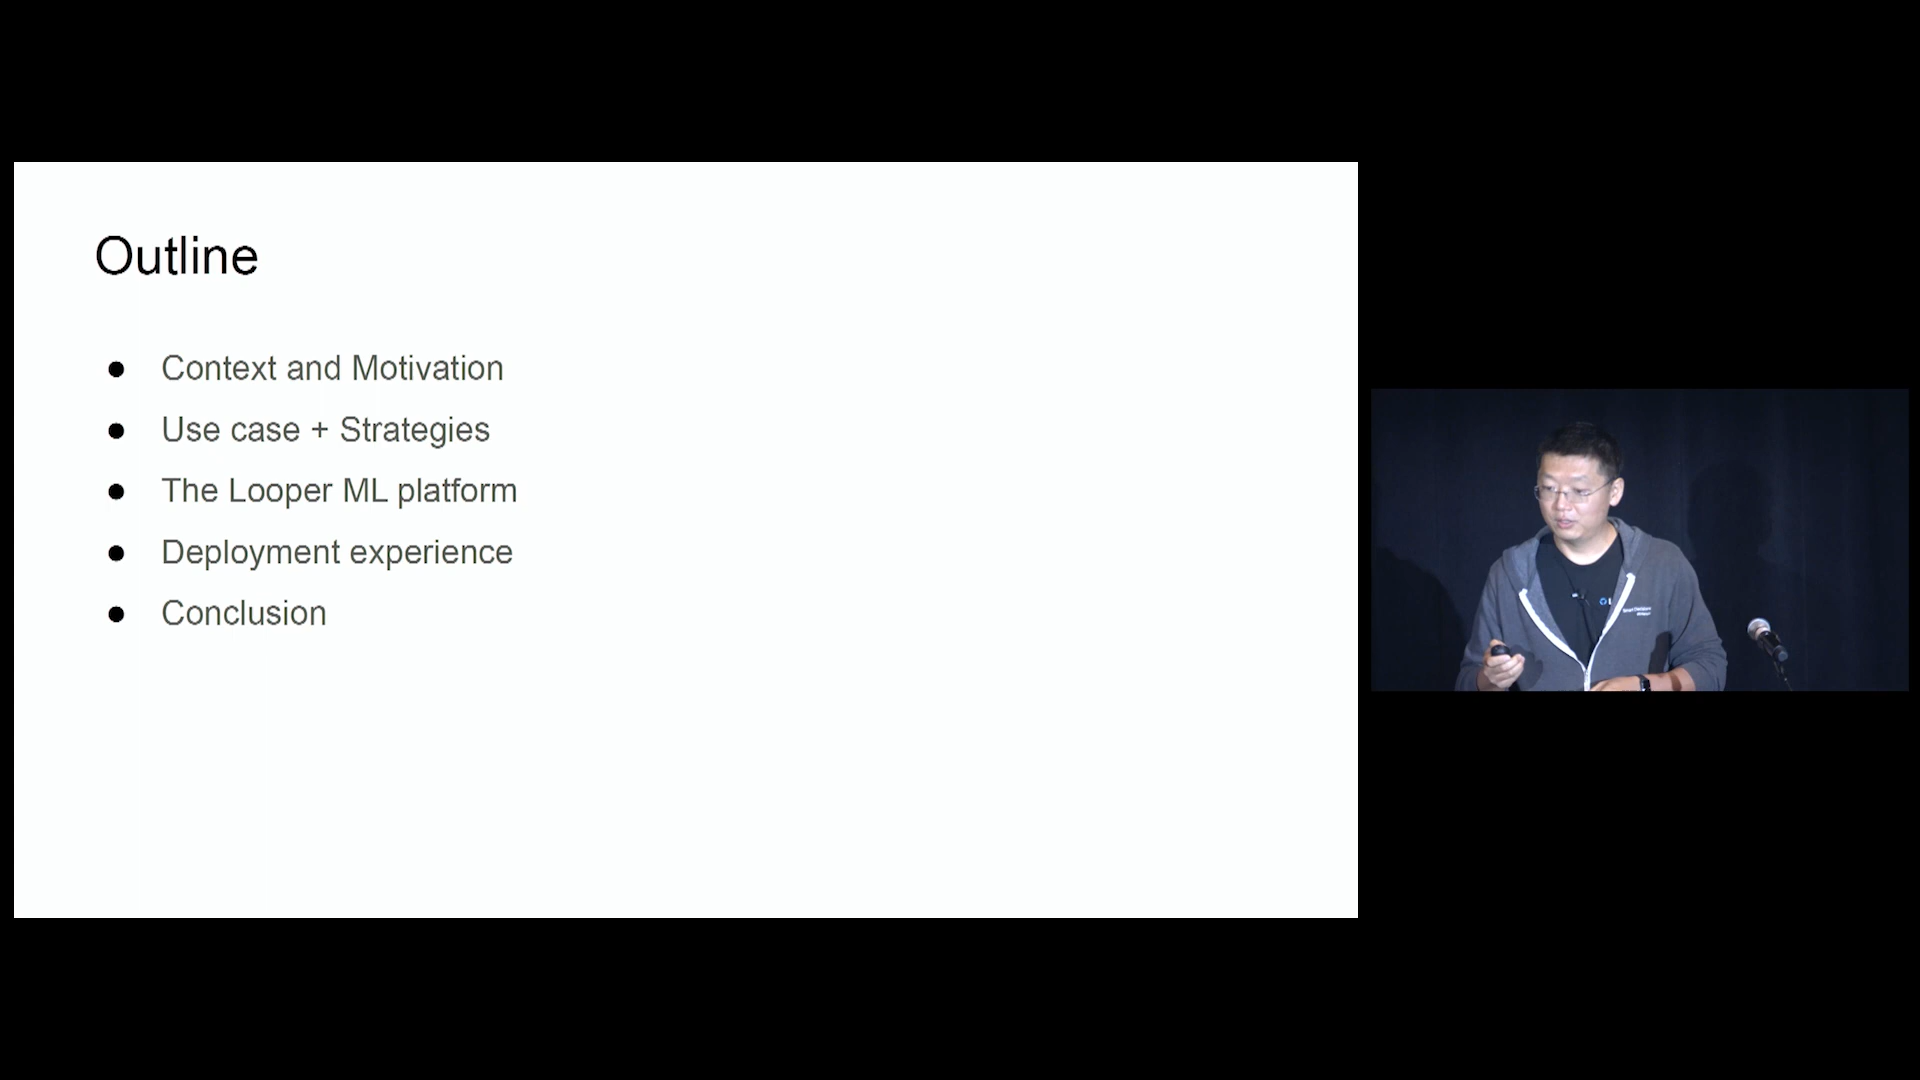 Outline
● Context and Motivation
● Use case + Strategies
● The Looper ML platform
● Deployment experience
● Conclusion